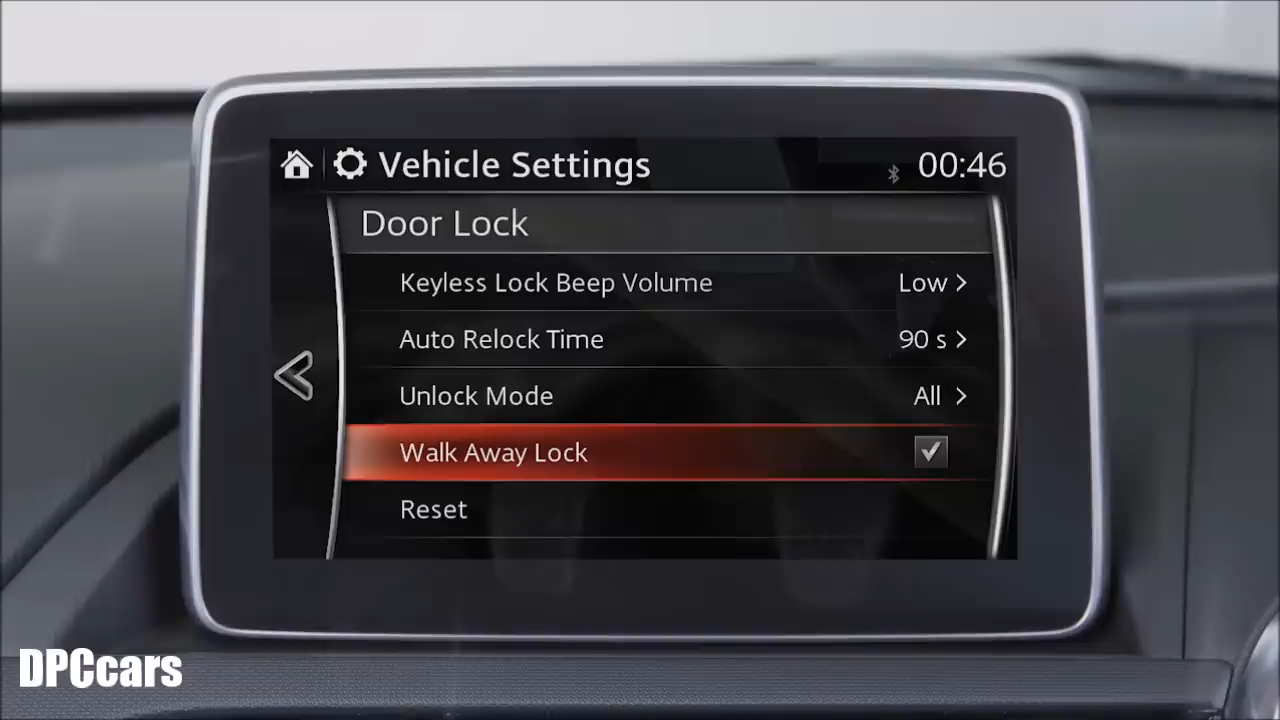 Vehicle Settings 00:46
Door Lock
Keyless Lock Beep Volume Low >
Auto Relock Time 90 s >
Unlock Mode All >
Walk Away Lock
Reset
DPCcars